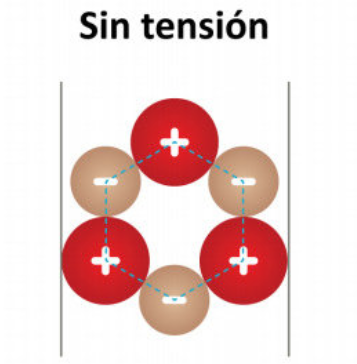 Sin tensión
+
- -
+ +
-